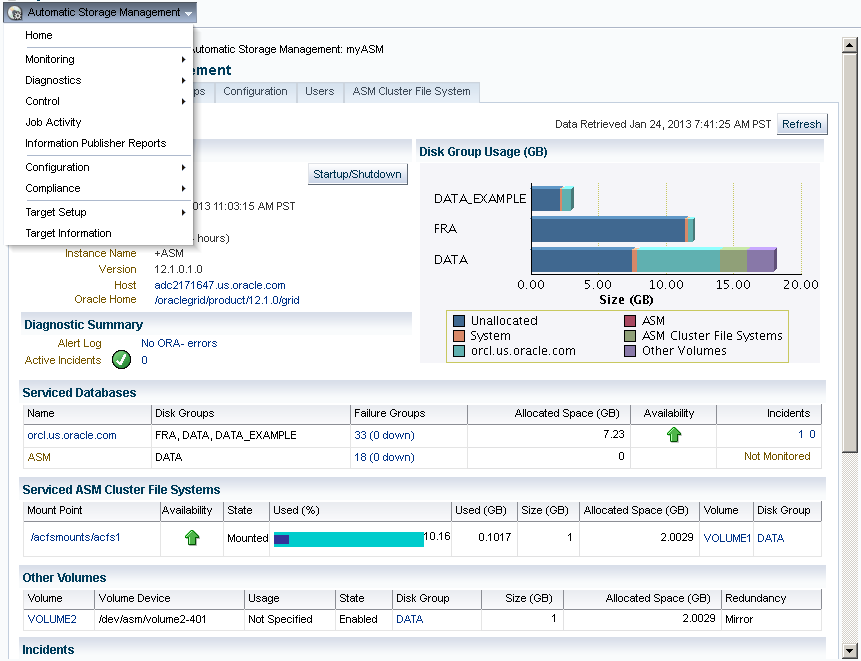 Automatic Storage Management
Home
Monitoring
Diagnostics
Control
Job Activity
Information Publisher Reports
Configuration
Compliance
Target Setup
Target Information
Automatic Storage Management: myASM
ement
ps Configuration Users ASM Cluster File System
Data Retrieved Jan 24, 2013 7:41:25 AM PST Refresh
Startup/Shutdown
013 11:03:15 AM PST
hours)
Instance Name +ASM
Version 12.1.0.1.0
Host adc2171647.us.oracle.com
Oracle Home /oraclegrid/product/12.1.0/grid
Diagnostic Summary
Alert Log No ORA- errors
Active Incidents 0
Disk Group Usage (GB)
DATA_EXAMPLE
FRA
DATA
0.00 5.00 10.00 15.00 20.00
Size (GB)
Unallocated ASM
System ASM Cluster File Systems
orcl.us.oracle.com Other Volumes
Serviced Databases
Name Disk Groups Failure Groups Allocated Space (GB) Availability Incidents
orcl.us.oracle.com FRA, DATA, DATA_EXAMPLE 33 (0 down) 7.23 1 0
ASM DATA 18 (0 down) 0 Not Monitored
Serviced ASM Cluster File Systems
Mount Point Availability State Used (%) Used (GB) Size (GB) Allocated Space (GB) Volume Disk Group
/acfsmounts/acfs1 Mounted 10.16 0.1017 1 2.0029 VOLUME1 DATA
Other Volumes
Volume Volume Device Usage State Disk Group Size (GB) Allocated Space (GB) Redundancy
VOLUME2 /dev/asm/volume2-401 Not Specified Enabled DATA 1 2.0029 Mirror
Incidents